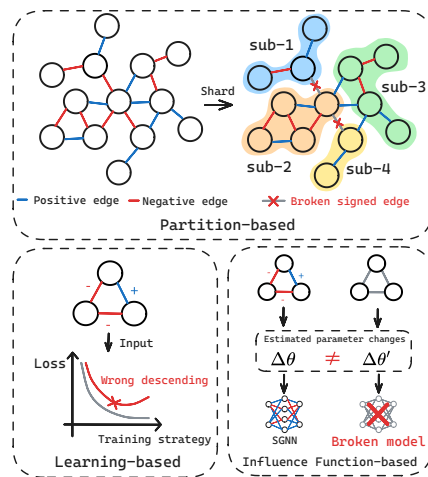 sub-1
Shard
sub-3
sub-2
sub-4
Positive edge
Negative edge
Broken signed edge
Partition-based
-
+
-
Input
Loss
Wrong descending
Training strategy
Learning-based
-
+
-
Estimated parameter changes
Δθ ≠ Δθ′
SGNN
Broken model
Influence Function-based